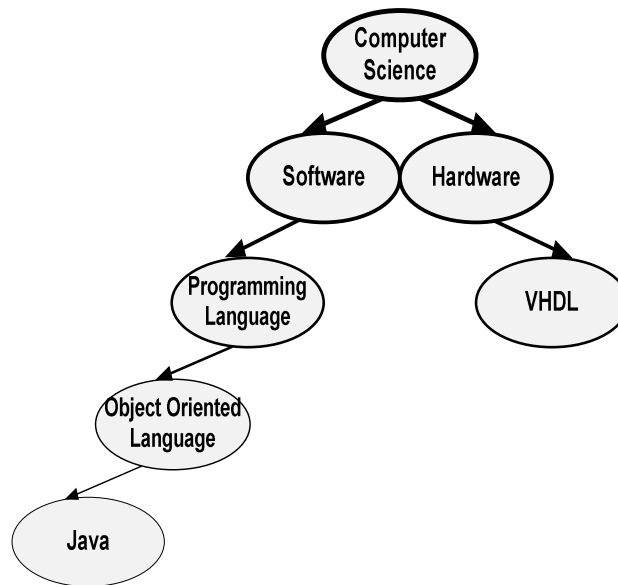 Computer
Science
Software
Hardware
Programming
Language
VHDL
Object Oriented
Language
Java